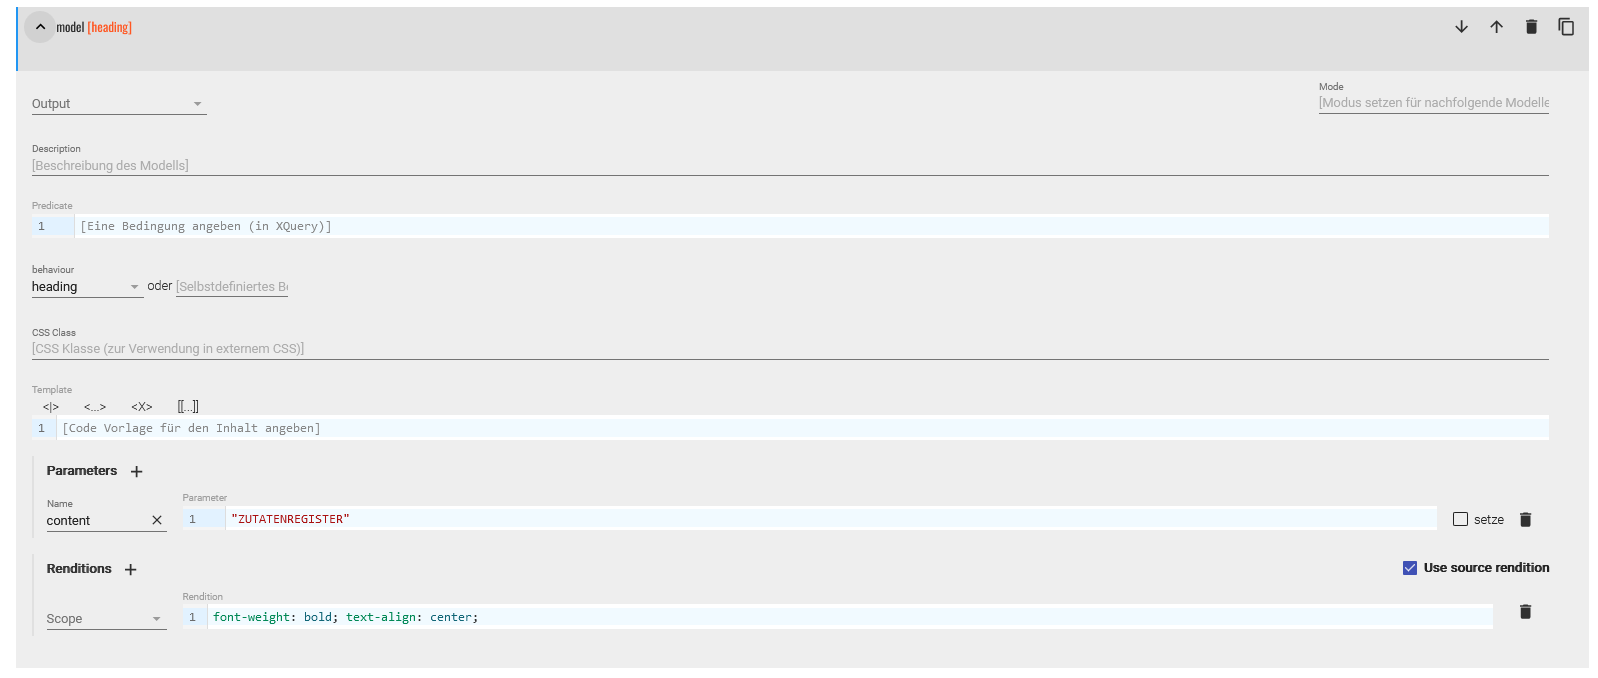 model [heading]
Output
Mode
[Modus setzen für nachfolgende Modelle
Description
[Beschreibung des Modells]
Predicate
1 [Eine Bedingung angeben (in XQuery)]
behaviour
heading oder [Selbstdefiniertes Be
CSS Class
[CSS Klasse (zur Verwendung in externem CSS)]
Template
<|> <...> <X> [[...]]
1 [Code Vorlage für den Inhalt angeben]
Parameters +
Name Parameter
content 1 "ZUTATENREGISTER" setze
Renditions + Use source rendition
Rendition
Scope 1 font-weight: bold; text-align: center;